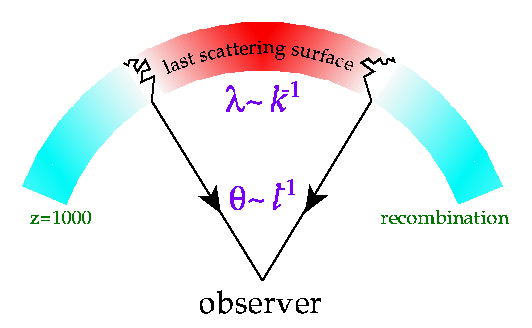 last scattering surface
λ~ k⁻¹
θ~ l⁻¹
z=1000
recombination
observer